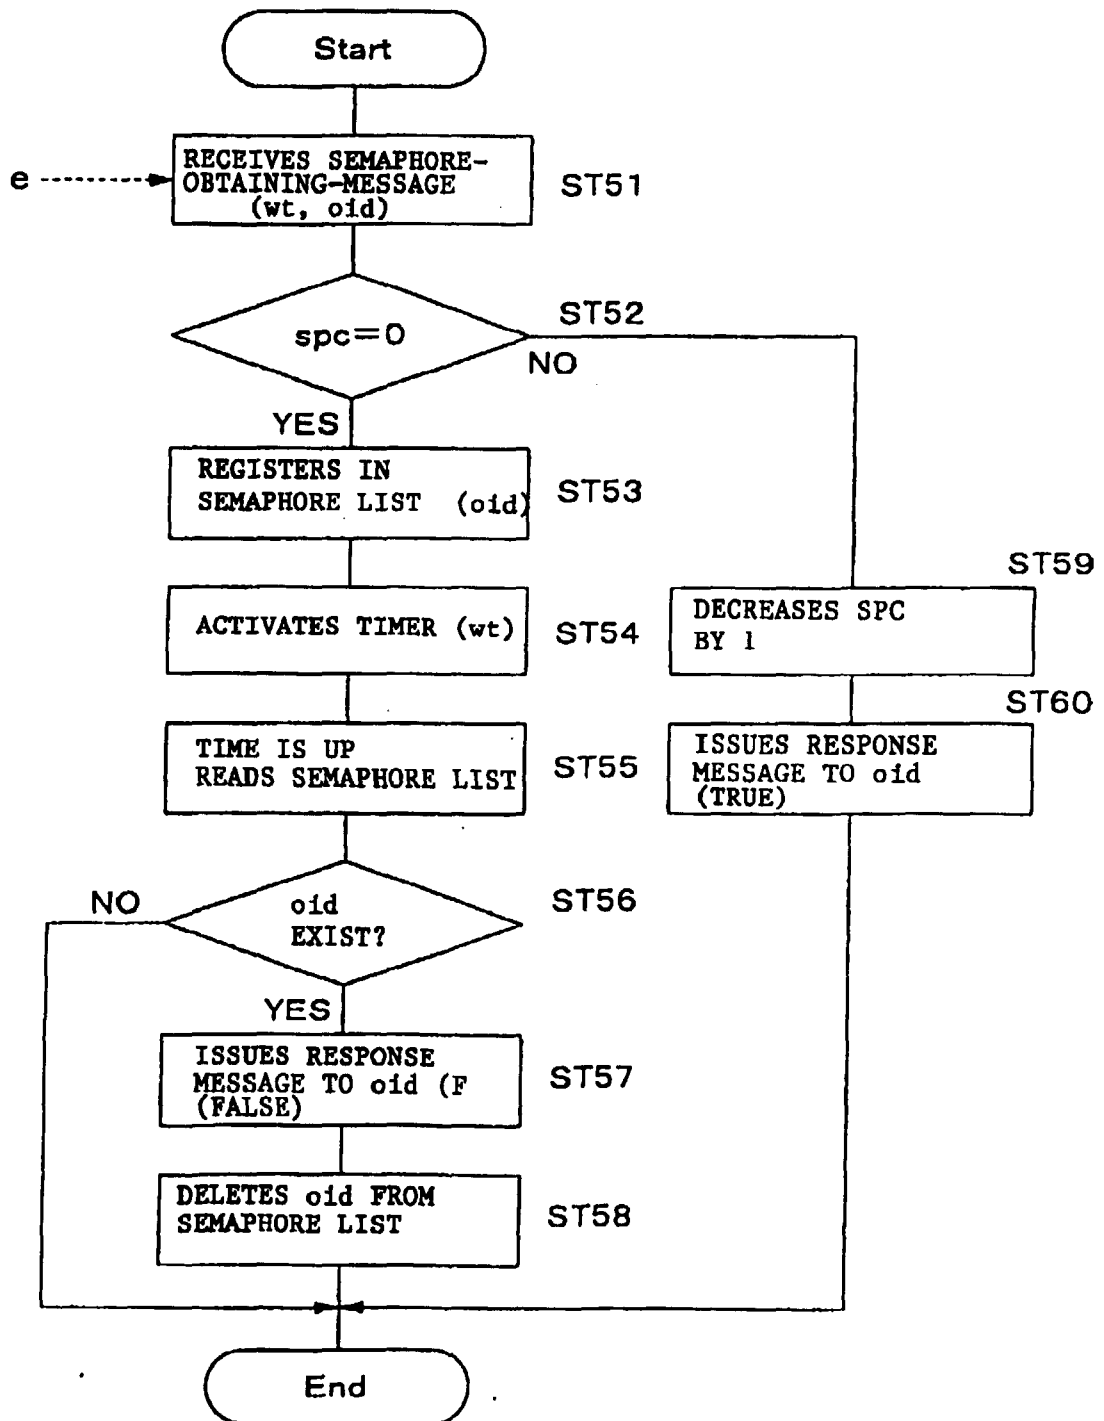 Start
e
RECEIVES SEMAPHORE-
OBTAINING-MESSAGE
(wt, oid)
ST51
spc=0
ST52
NO
YES
REGISTERS IN
SEMAPHORE LIST (oid)
ST53
ACTIVATES TIMER (wt)
ST54
ST59
DECREASES SPC
BY 1
TIME IS UP
READS SEMAPHORE LIST
ST55
ST60
ISSUES RESPONSE
MESSAGE TO oid
(TRUE)
NO
oid
EXIST?
ST56
YES
ISSUES RESPONSE
MESSAGE TO oid (F
(FALSE)
ST57
DELETES oid FROM
SEMAPHORE LIST
ST58
End